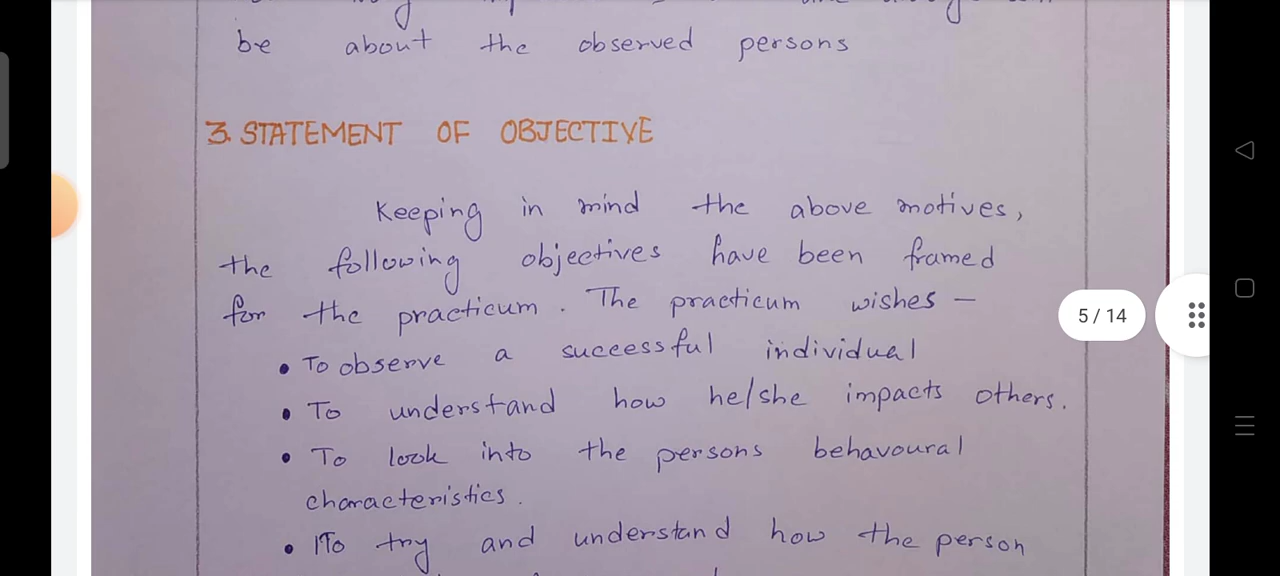 be about the observed persons
3. STATEMENT OF OBJECTIVE
Keeping in mind the above motives,
the following objectives have been framed
for the practicum. The practicum wishes —
• To observe a successful individual
• To understand how he/she impacts others.
• To look into the persons behavoural
characteristics.
• To try and understand how the person
5 / 14